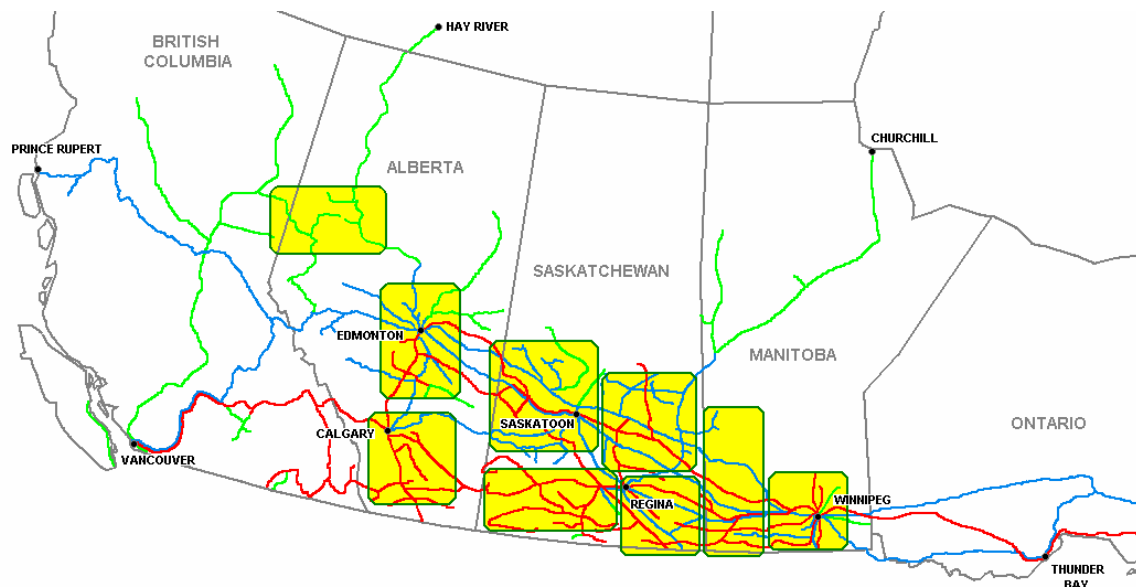 HAY RIVER
BRITISH
COLUMBIA
CHURCHILL
PRINCE RUPERT
ALBERTA
SASKATCHEWAN
EDMONTON
MANITOBA
SASKATOON
ONTARIO
CALGARY
VANCOUVER
WINNIPEG
REGINA
THUNDER
BAY